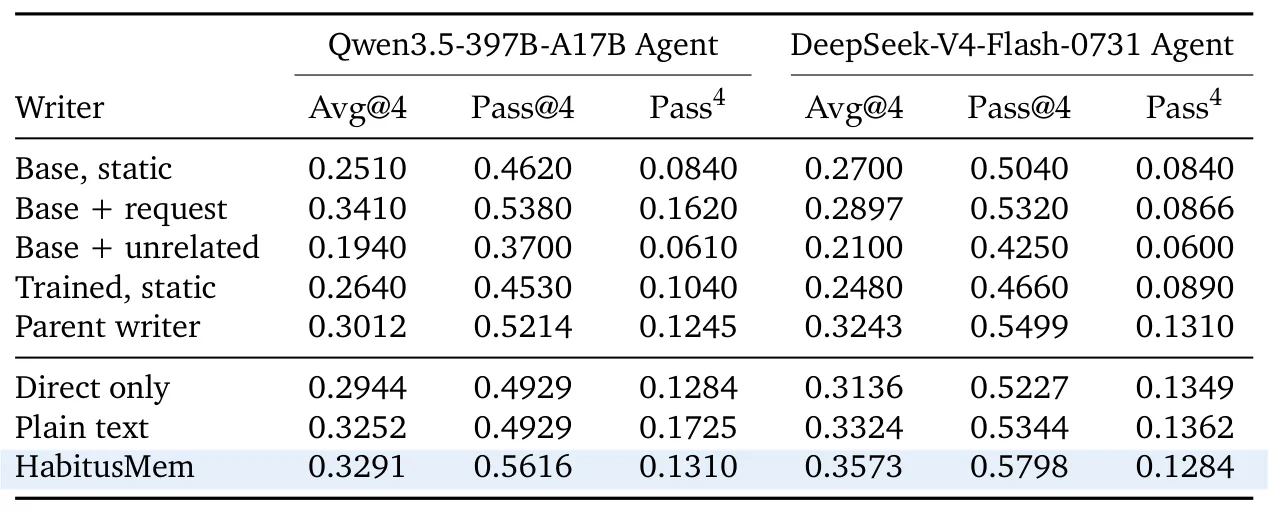 Qwen3.5-397B-A17B Agent DeepSeek-V4-Flash-0731 Agent
Writer Avg@4 Pass@4 Pass⁴ Avg@4 Pass@4 Pass⁴
Base, static 0.2510 0.4620 0.0840 0.2700 0.5040 0.0840
Base + request 0.3410 0.5380 0.1620 0.2897 0.5320 0.0866
Base + unrelated 0.1940 0.3700 0.0610 0.2100 0.4250 0.0600
Trained, static 0.2640 0.4530 0.1040 0.2480 0.4660 0.0890
Parent writer 0.3012 0.5214 0.1245 0.3243 0.5499 0.1310
Direct only 0.2944 0.4929 0.1284 0.3136 0.5227 0.1349
Plain text 0.3252 0.4929 0.1725 0.3324 0.5344 0.1362
HabitusMem 0.3291 0.5616 0.1310 0.3573 0.5798 0.1284